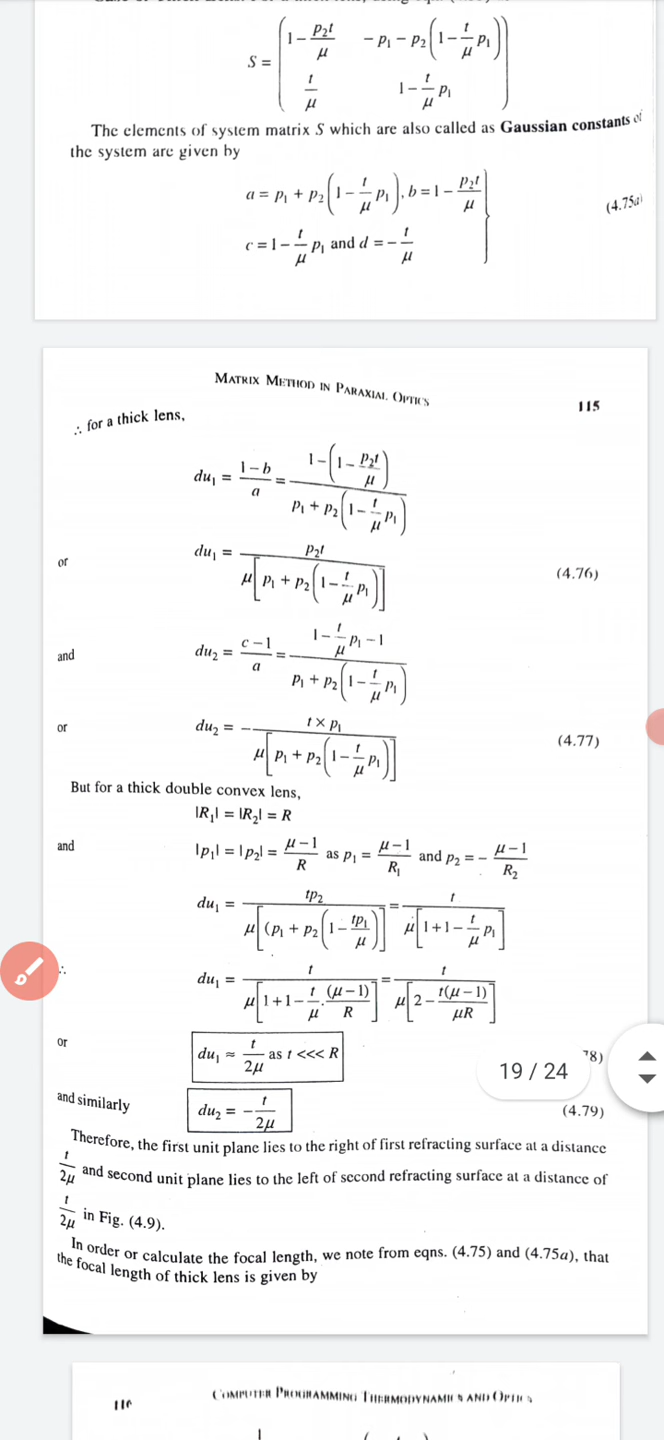 S = ( 1 − p₂t/μ   − p₁ − p₂(1 − t/μ p₁) )
( t/μ   1 − t/μ p₁ )
The elements of system matrix S which are also called as Gaussian constants of
the system are given by
a = p₁ + p₂(1 − t/μ p₁), b = 1 − p₂t/μ
(4.75a)
c = 1 − t/μ p₁ and d = − t/μ
MATRIX METHOD IN PARAXIAL OPTICS
115
∴ for a thick lens,
du₁ = (1 − b)/a = (1 − (1 − p₂t/μ))/(p₁ + p₂(1 − t/μ p₁))
or du₁ = p₂t/(μ[p₁ + p₂(1 − t/μ p₁)]) (4.76)
and du₂ = (c − 1)/a = (1 − t/μ p₁ − 1)/(p₁ + p₂(1 − t/μ p₁))
or du₂ = − (t × p₁)/(μ[p₁ + p₂(1 − t/μ p₁)]) (4.77)
But for a thick double convex lens,
|R₁| = |R₂| = R
and |p₁| = |p₂| = (μ − 1)/R as p₁ = (μ − 1)/R₁ and p₂ = − (μ − 1)/R₂
du₁ = tp₂/(μ[(p₁ + p₂(1 − tp₁/μ)]) = t/(μ[1 + 1 − t/μ p₁])
∴ du₁ = t/(μ[1 + 1 − t/μ . (μ − 1)/R]) = t/(μ[2 − t(μ − 1)/μR])
or du₁ ≈ t/2μ as t <<< R 78)
19 / 24
and similarly du₂ = − t/2μ (4.79)
Therefore, the first unit plane lies to the right of first refracting surface at a distance
t/2μ and second unit plane lies to the left of second refracting surface at a distance of
t/2μ in Fig. (4.9).
In order or calculate the focal length, we note from eqns. (4.75) and (4.75a), that
the focal length of thick lens is given by
116
COMPUTER PROGRAMMING THERMODYNAMICS AND OPTICS